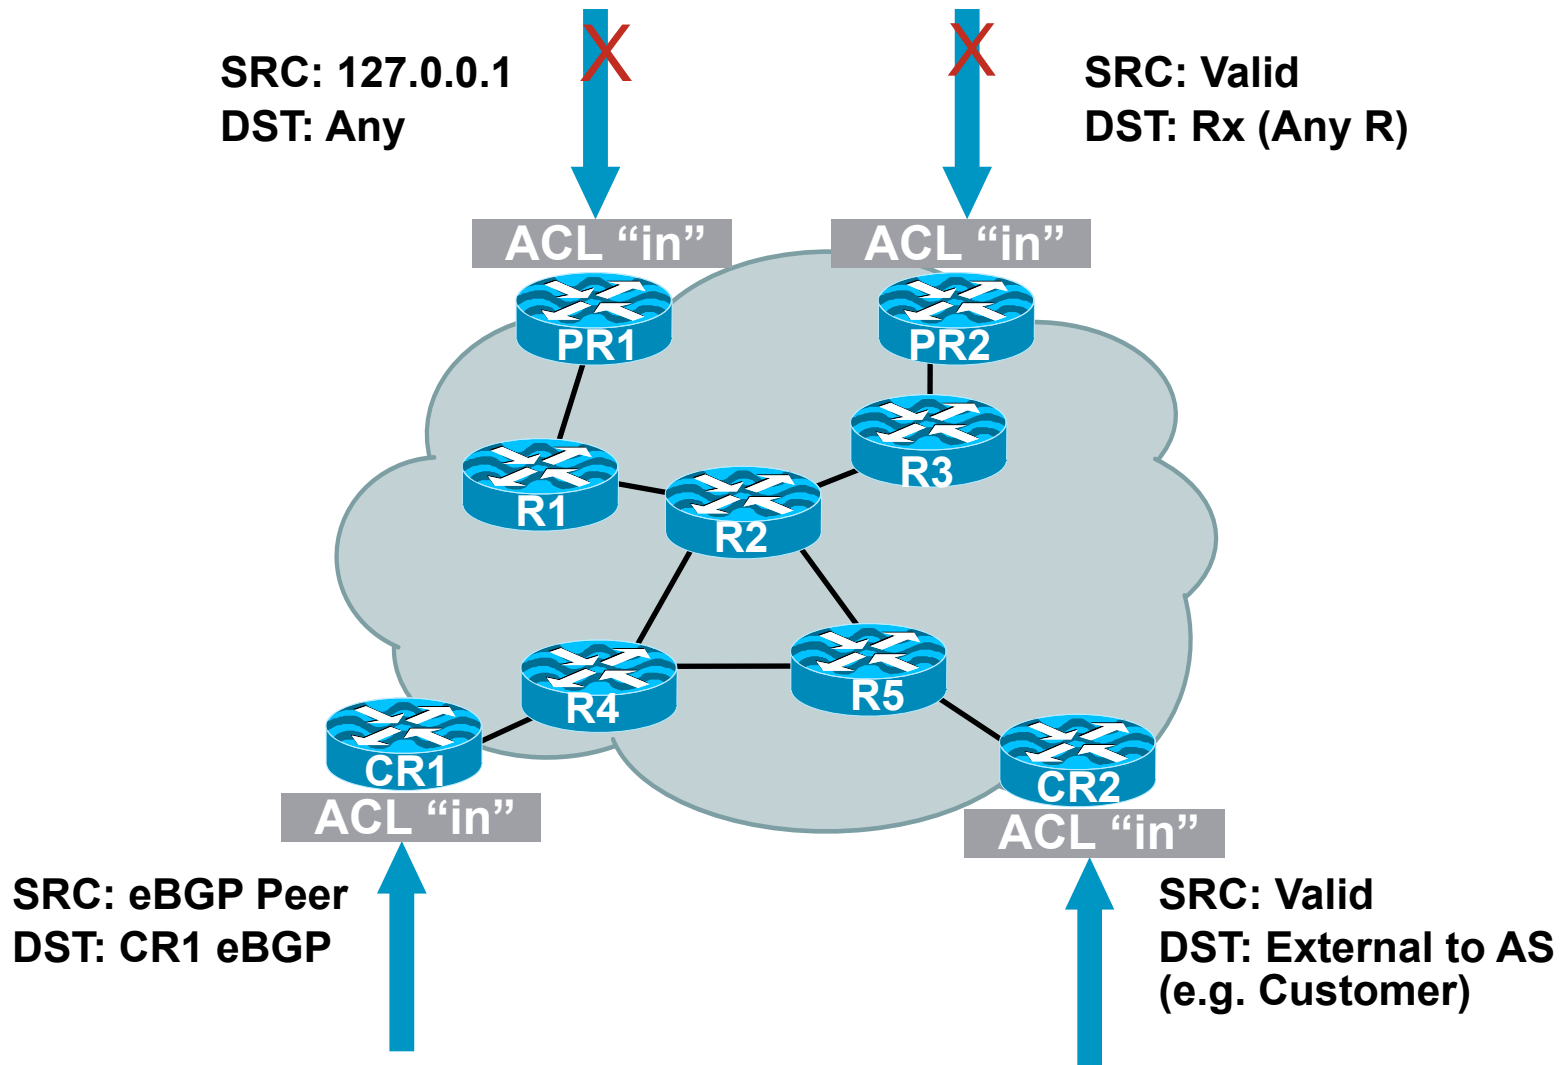 SRC: 127.0.0.1
DST: Any
SRC: Valid
DST: Rx (Any R)
X
X
ACL “in”
ACL “in”
PR1
PR2
R1
R2
R3
R4
R5
CR1
CR2
ACL “in”
ACL “in”
SRC: eBGP Peer
DST: CR1 eBGP
SRC: Valid
DST: External to AS
(e.g. Customer)